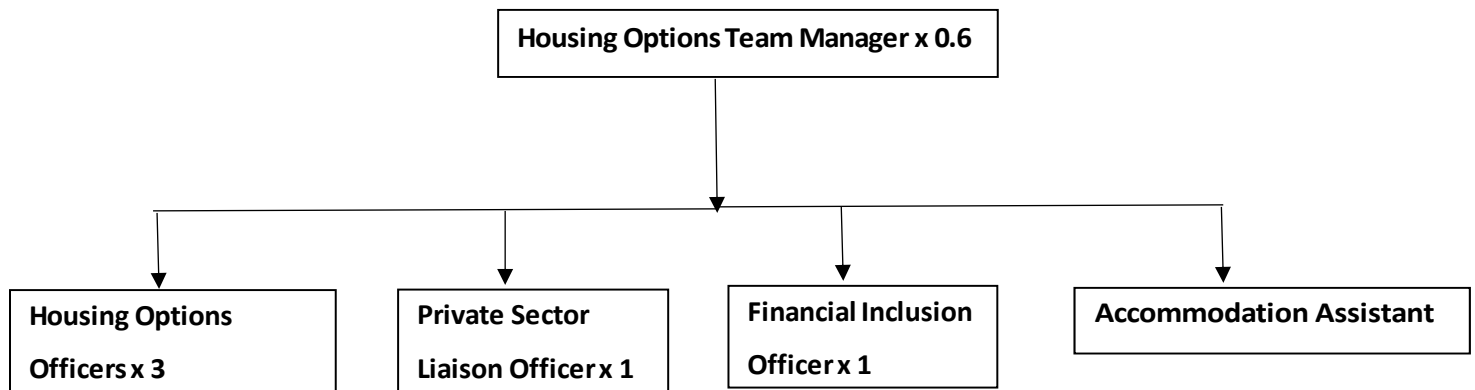 Housing Options Team Manager x 0.6
Housing Options
Officers x 3
Private Sector
Liaison Officer x 1
Financial Inclusion
Officer x 1
Accommodation Assistant